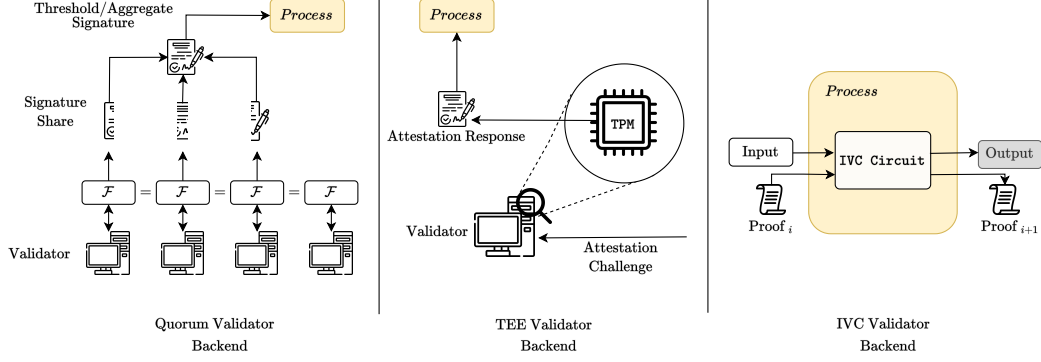 Threshold/Aggregate
Signature
Process
Signature
Share
ℱ = ℱ = ℱ = ℱ
Validator
Quorum Validator
Backend
Process
Attestation Response
TPM
Validator
Attestation
Challenge
TEE Validator
Backend
Process
Input
IVC Circuit
Output
Proof i
Proof i+1
IVC Validator
Backend